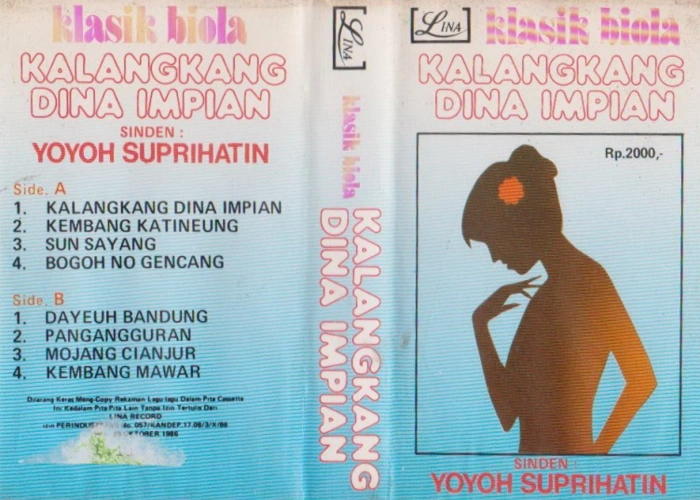 klasik biola
KALANGKANG
DINA IMPIAN
SINDEN :
YOYOH SUPRIHATIN
Side. A
1. KALANGKANG DINA IMPIAN
2. KEMBANG KATINEUNG
3. SUN SAYANG
4. BOGOH NO GENCANG
Side. B
1. DAYEUH BANDUNG
2. PANGANGGURAN
3. MOJANG CIANJUR
4. KEMBANG MAWAR
Dilarang Keras Meng-Copy Rekaman Lagu-lagu Dalam Pita Cassette
Ini Kedalam Pita Pita Lain Tanpa Izin Tertulis Dari
LINA RECORD
OKTOBER 1986
LINA
klasik biola
KALANGKANG
DINA IMPIAN
LINA
klasik biola
KALANGKANG
DINA IMPIAN
Rp.2000,-
SINDEN :
YOYOH SUPRIHATIN